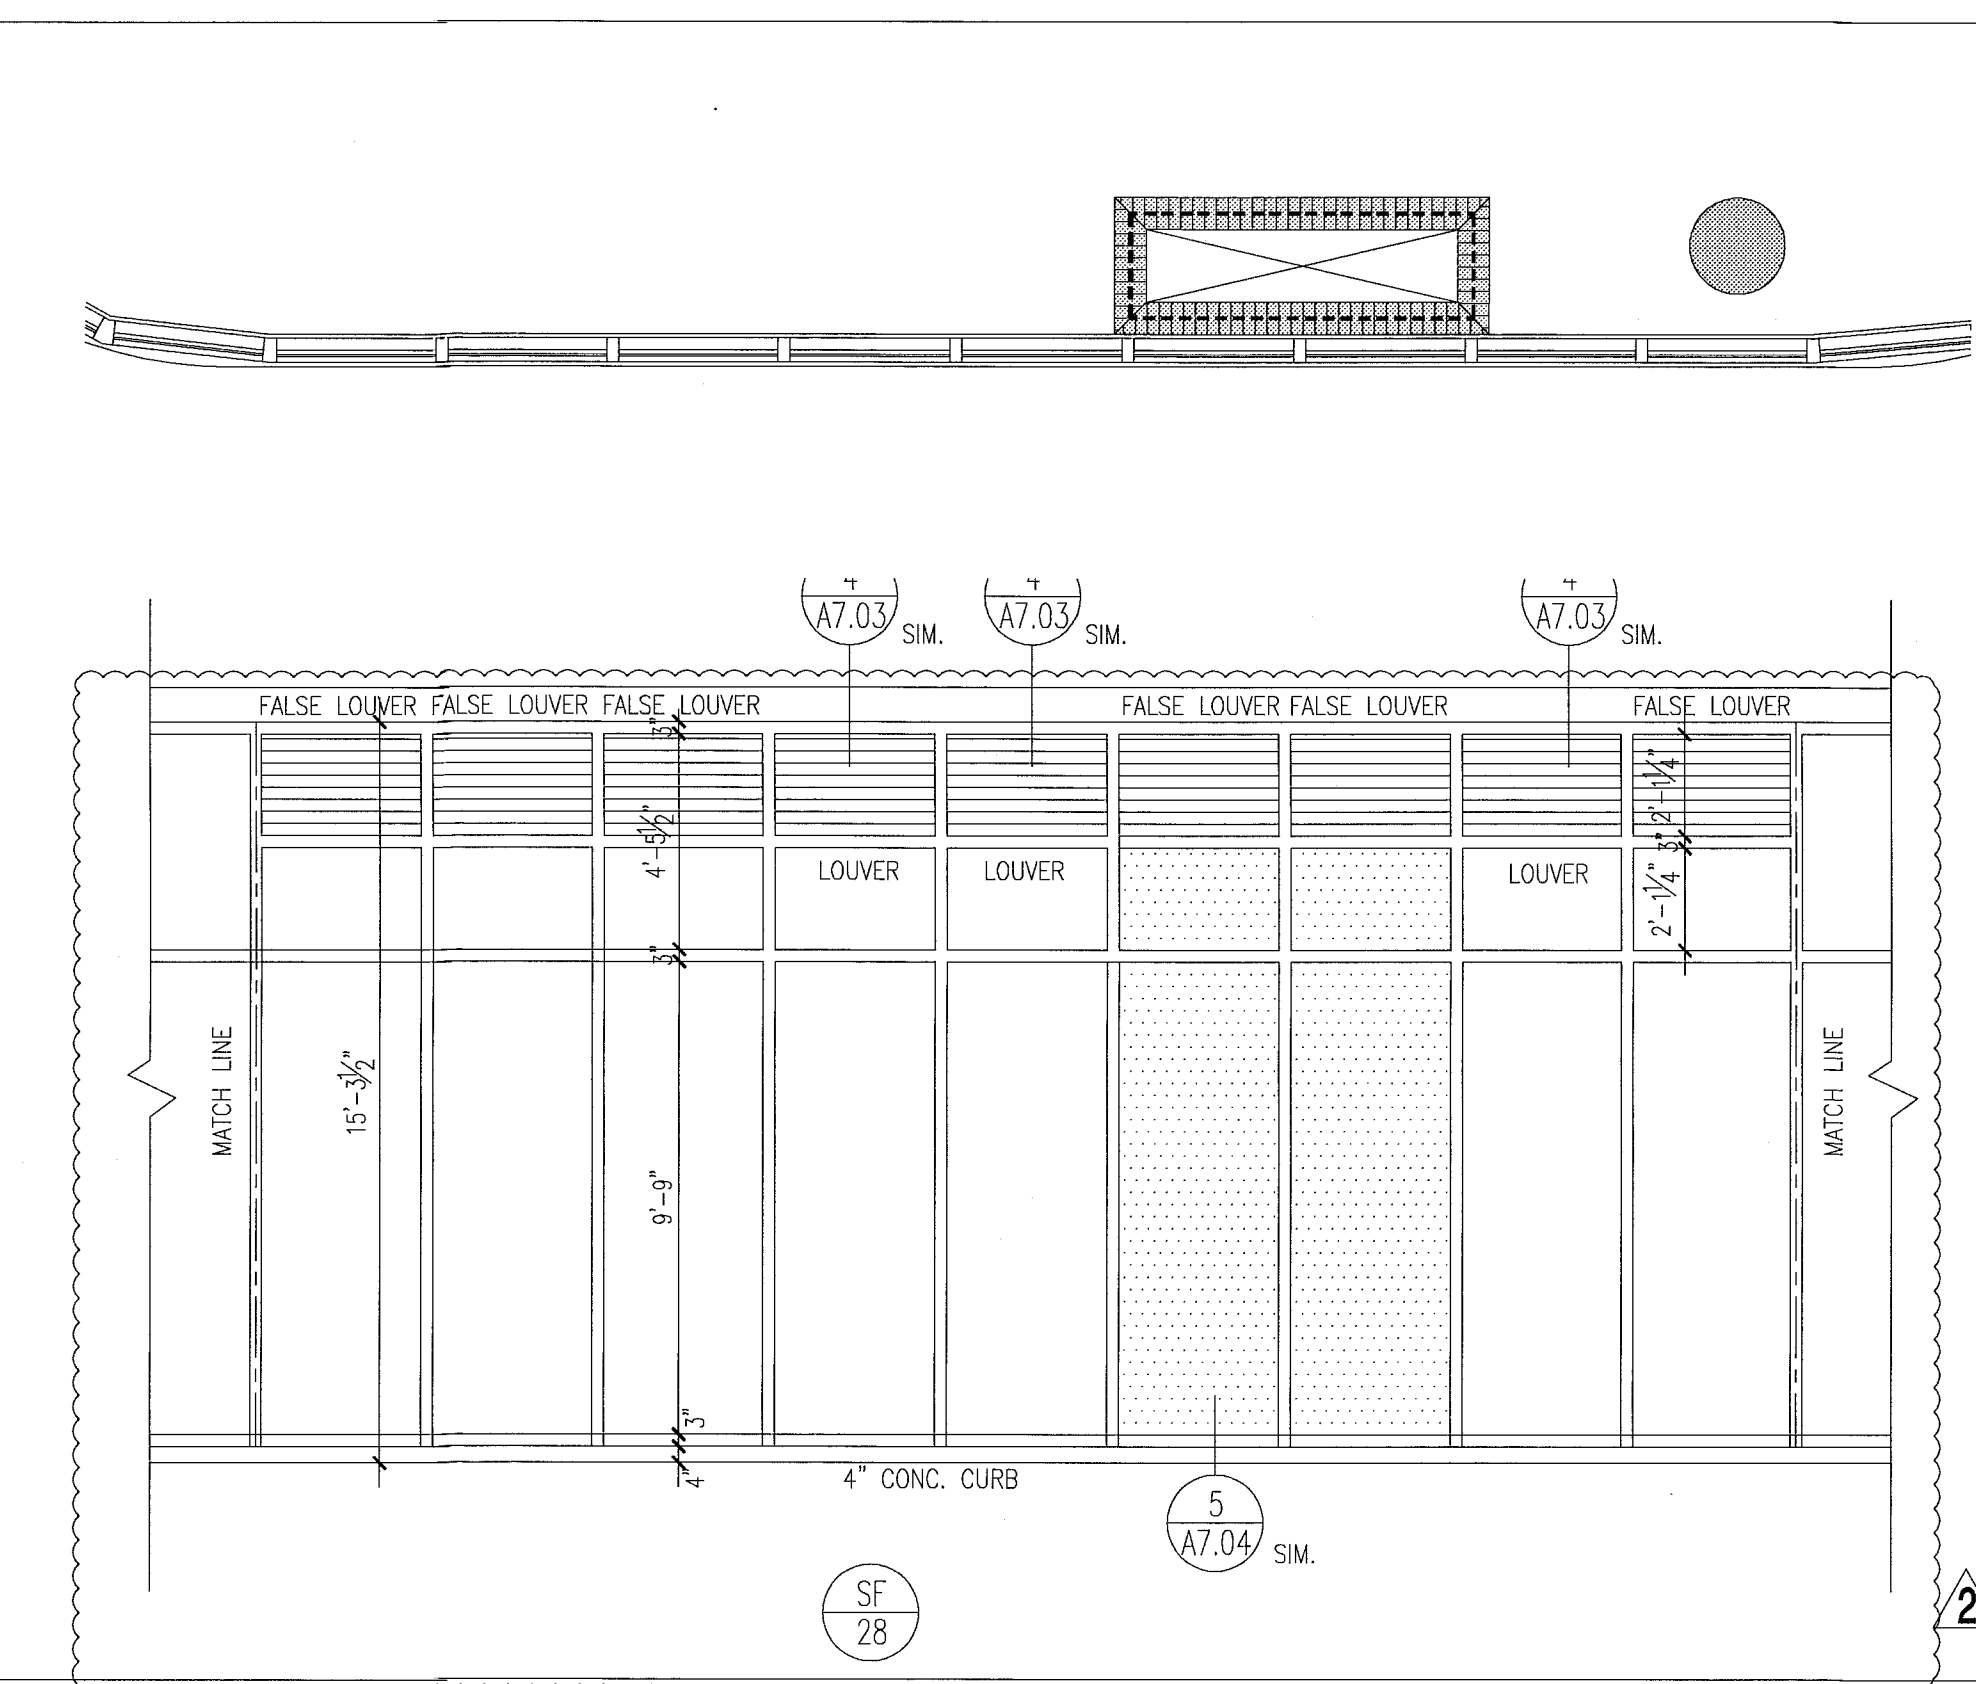 4 4 4
A7.03 A7.03 A7.03
SIM. SIM. SIM.
FALSE LOUVER FALSE LOUVER FALSE LOUVER FALSE LOUVER FALSE LOUVER FALSE LOUVER
3"
2'-1¼"
4'-5½"
3"
LOUVER LOUVER LOUVER
2'-1¼"
3"
MATCH LINE
15'-3½"
MATCH LINE
9'-9"
3"
4"
4" CONC. CURB
5
A7.04
SIM.
SF
28
2